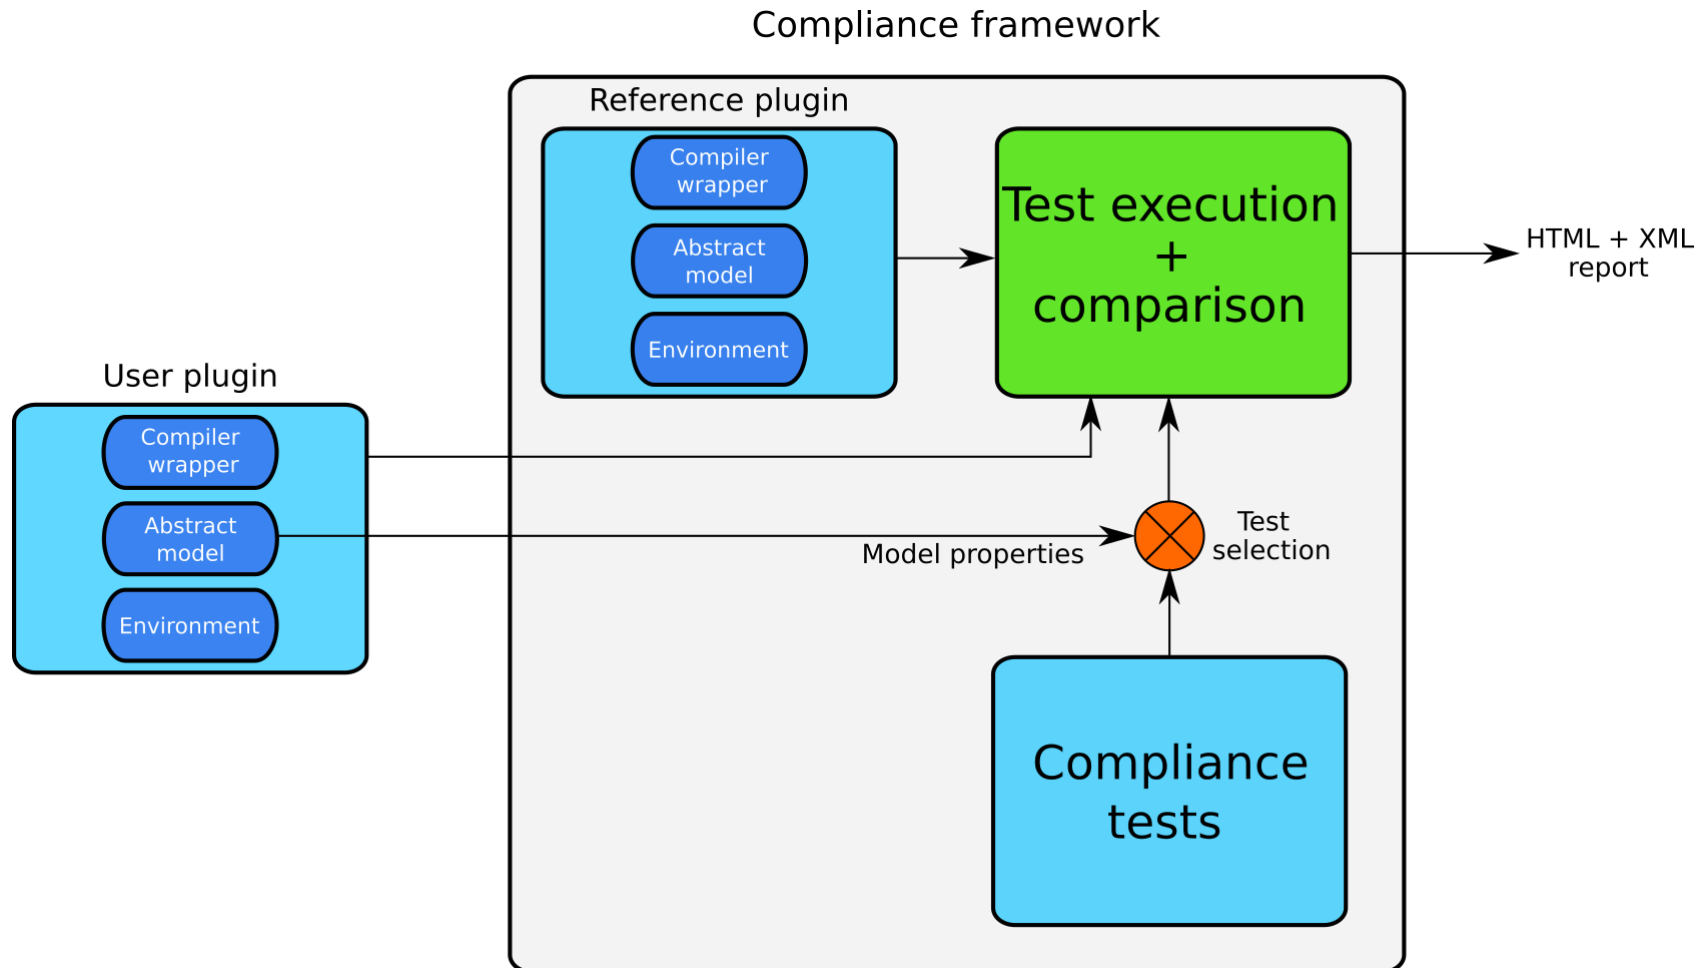 Compliance framework
Reference plugin
Compiler
wrapper
Abstract
model
Environment
Test execution
+
comparison
HTML + XML
report
User plugin
Compiler
wrapper
Abstract
model
Environment
Model properties
Test
selection
Compliance
tests